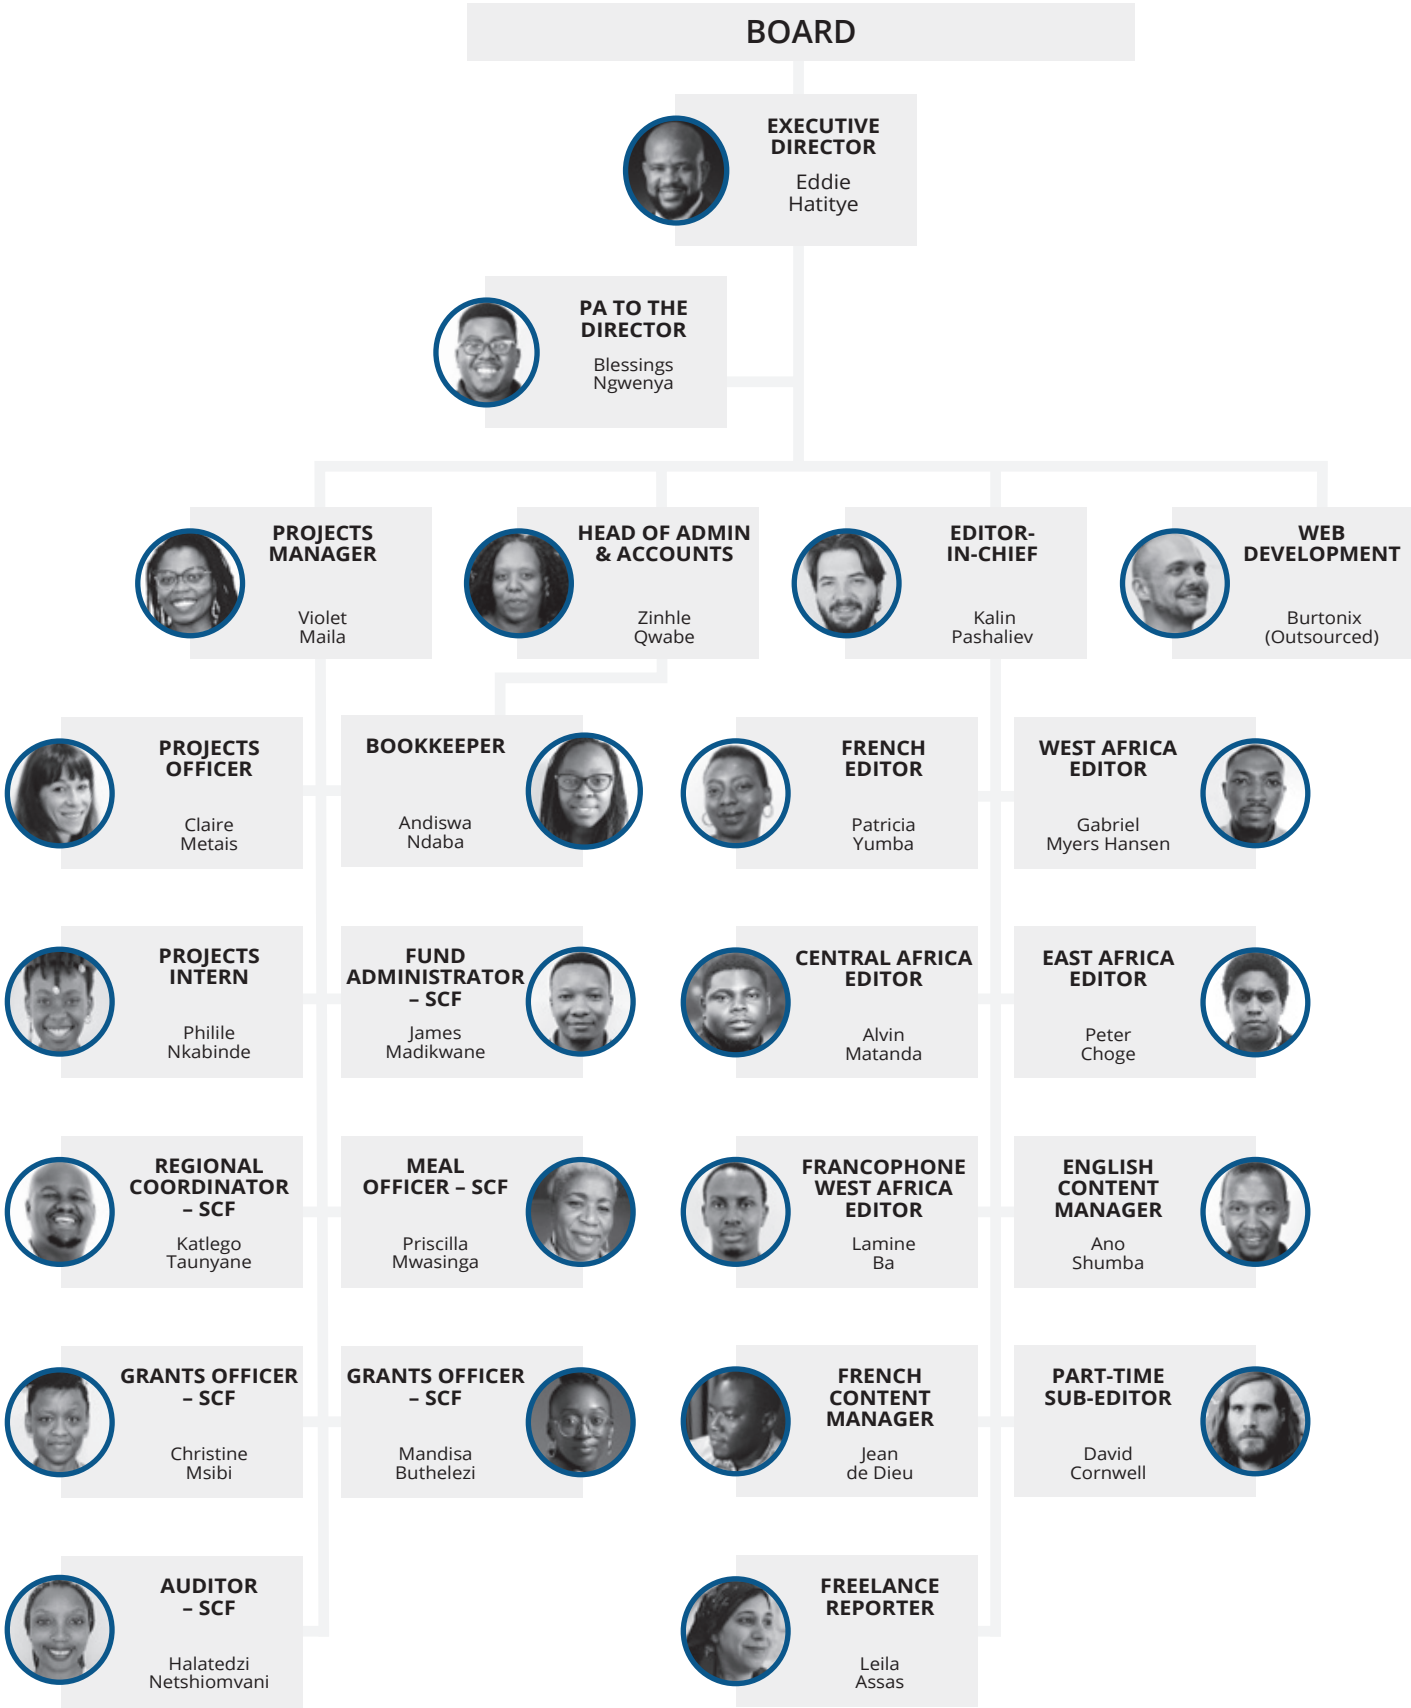 BOARD
EXECUTIVE
DIRECTOR
Eddie
Hatitye
PA TO THE
DIRECTOR
Blessings
Ngwenya
PROJECTS
MANAGER
Violet
Maila
HEAD OF ADMIN
& ACCOUNTS
Zinhle
Qwabe
EDITOR-
IN-CHIEF
Kalin
Pashaliev
WEB
DEVELOPMENT
Burtonix
(Outsourced)
PROJECTS
OFFICER
Claire
Metais
BOOKKEEPER
Andiswa
Ndaba
FRENCH
EDITOR
Patricia
Yumba
WEST AFRICA
EDITOR
Gabriel
Myers Hansen
PROJECTS
INTERN
Philile
Nkabinde
FUND
ADMINISTRATOR
– SCF
James
Madikwane
CENTRAL AFRICA
EDITOR
Alvin
Matanda
EAST AFRICA
EDITOR
Peter
Choge
REGIONAL
COORDINATOR
– SCF
Katlego
Taunyane
MEAL
OFFICER – SCF
Priscilla
Mwasinga
FRANCOPHONE
WEST AFRICA
EDITOR
Lamine
Ba
ENGLISH
CONTENT
MANAGER
Ano
Shumba
GRANTS OFFICER
– SCF
Christine
Msibi
GRANTS OFFICER
– SCF
Mandisa
Buthelezi
FRENCH
CONTENT
MANAGER
Jean
de Dieu
PART-TIME
SUB-EDITOR
David
Cornwell
AUDITOR
– SCF
Halatedzi
Netshiomvani
FREELANCE
REPORTER
Leila
Assas